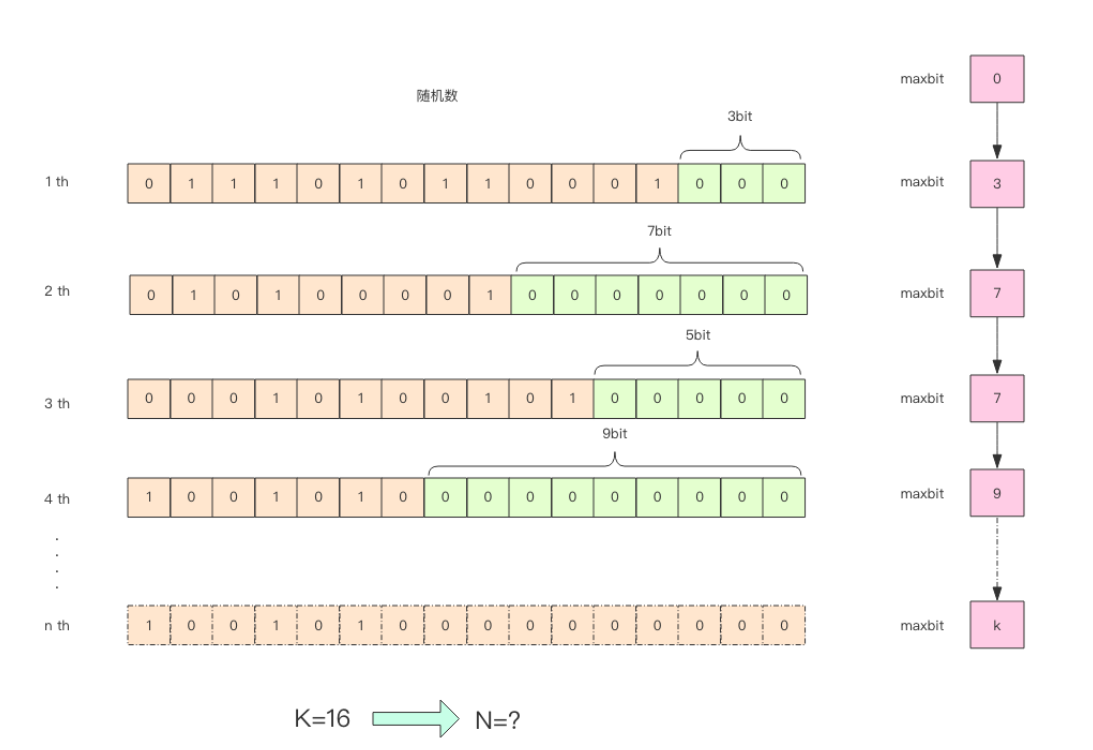 maxbit 0
随机数
3bit
1 th 0 1 1 1 0 1 0 1 1 0 0 0 1 0 0 0 maxbit 3
7bit
2 th 0 1 0 1 0 0 0 0 1 0 0 0 0 0 0 0 maxbit 7
5bit
3 th 0 0 0 1 0 1 0 0 1 0 1 0 0 0 0 0 maxbit 7
9bit
4 th 1 0 0 1 0 1 0 0 0 0 0 0 0 0 0 0 maxbit 9
n th 1 0 0 1 0 1 0 0 0 0 0 0 0 0 0 0 maxbit k
K=16 N=?